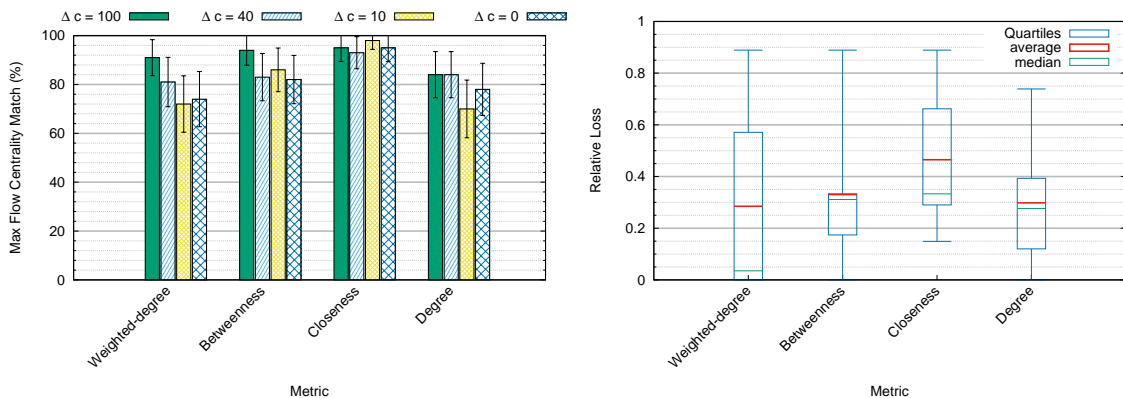 Δ c = 100 Δ c = 40 Δ c = 10 Δ c = 0
Max Flow Centrality Match (%)
100
80
60
40
20
0
Weighted-degree
Betweenness
Closeness
Degree
Metric
Relative Loss
1
0.8
0.6
0.4
0.2
0
Quartiles
average
median
Weighted-degree
Betweenness
Closeness
Degree
Metric